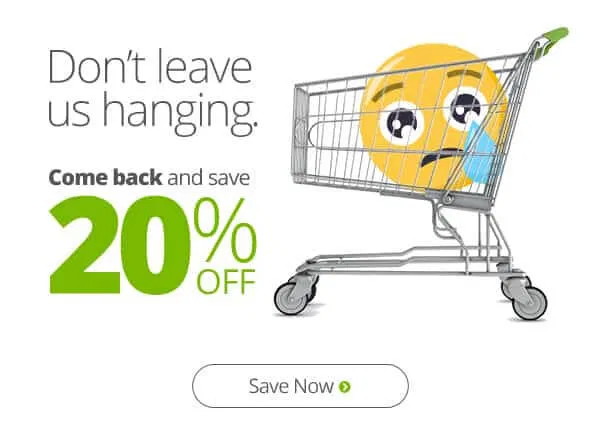 Don't leave
us hanging.
Come back and save
20% OFF
Save Now